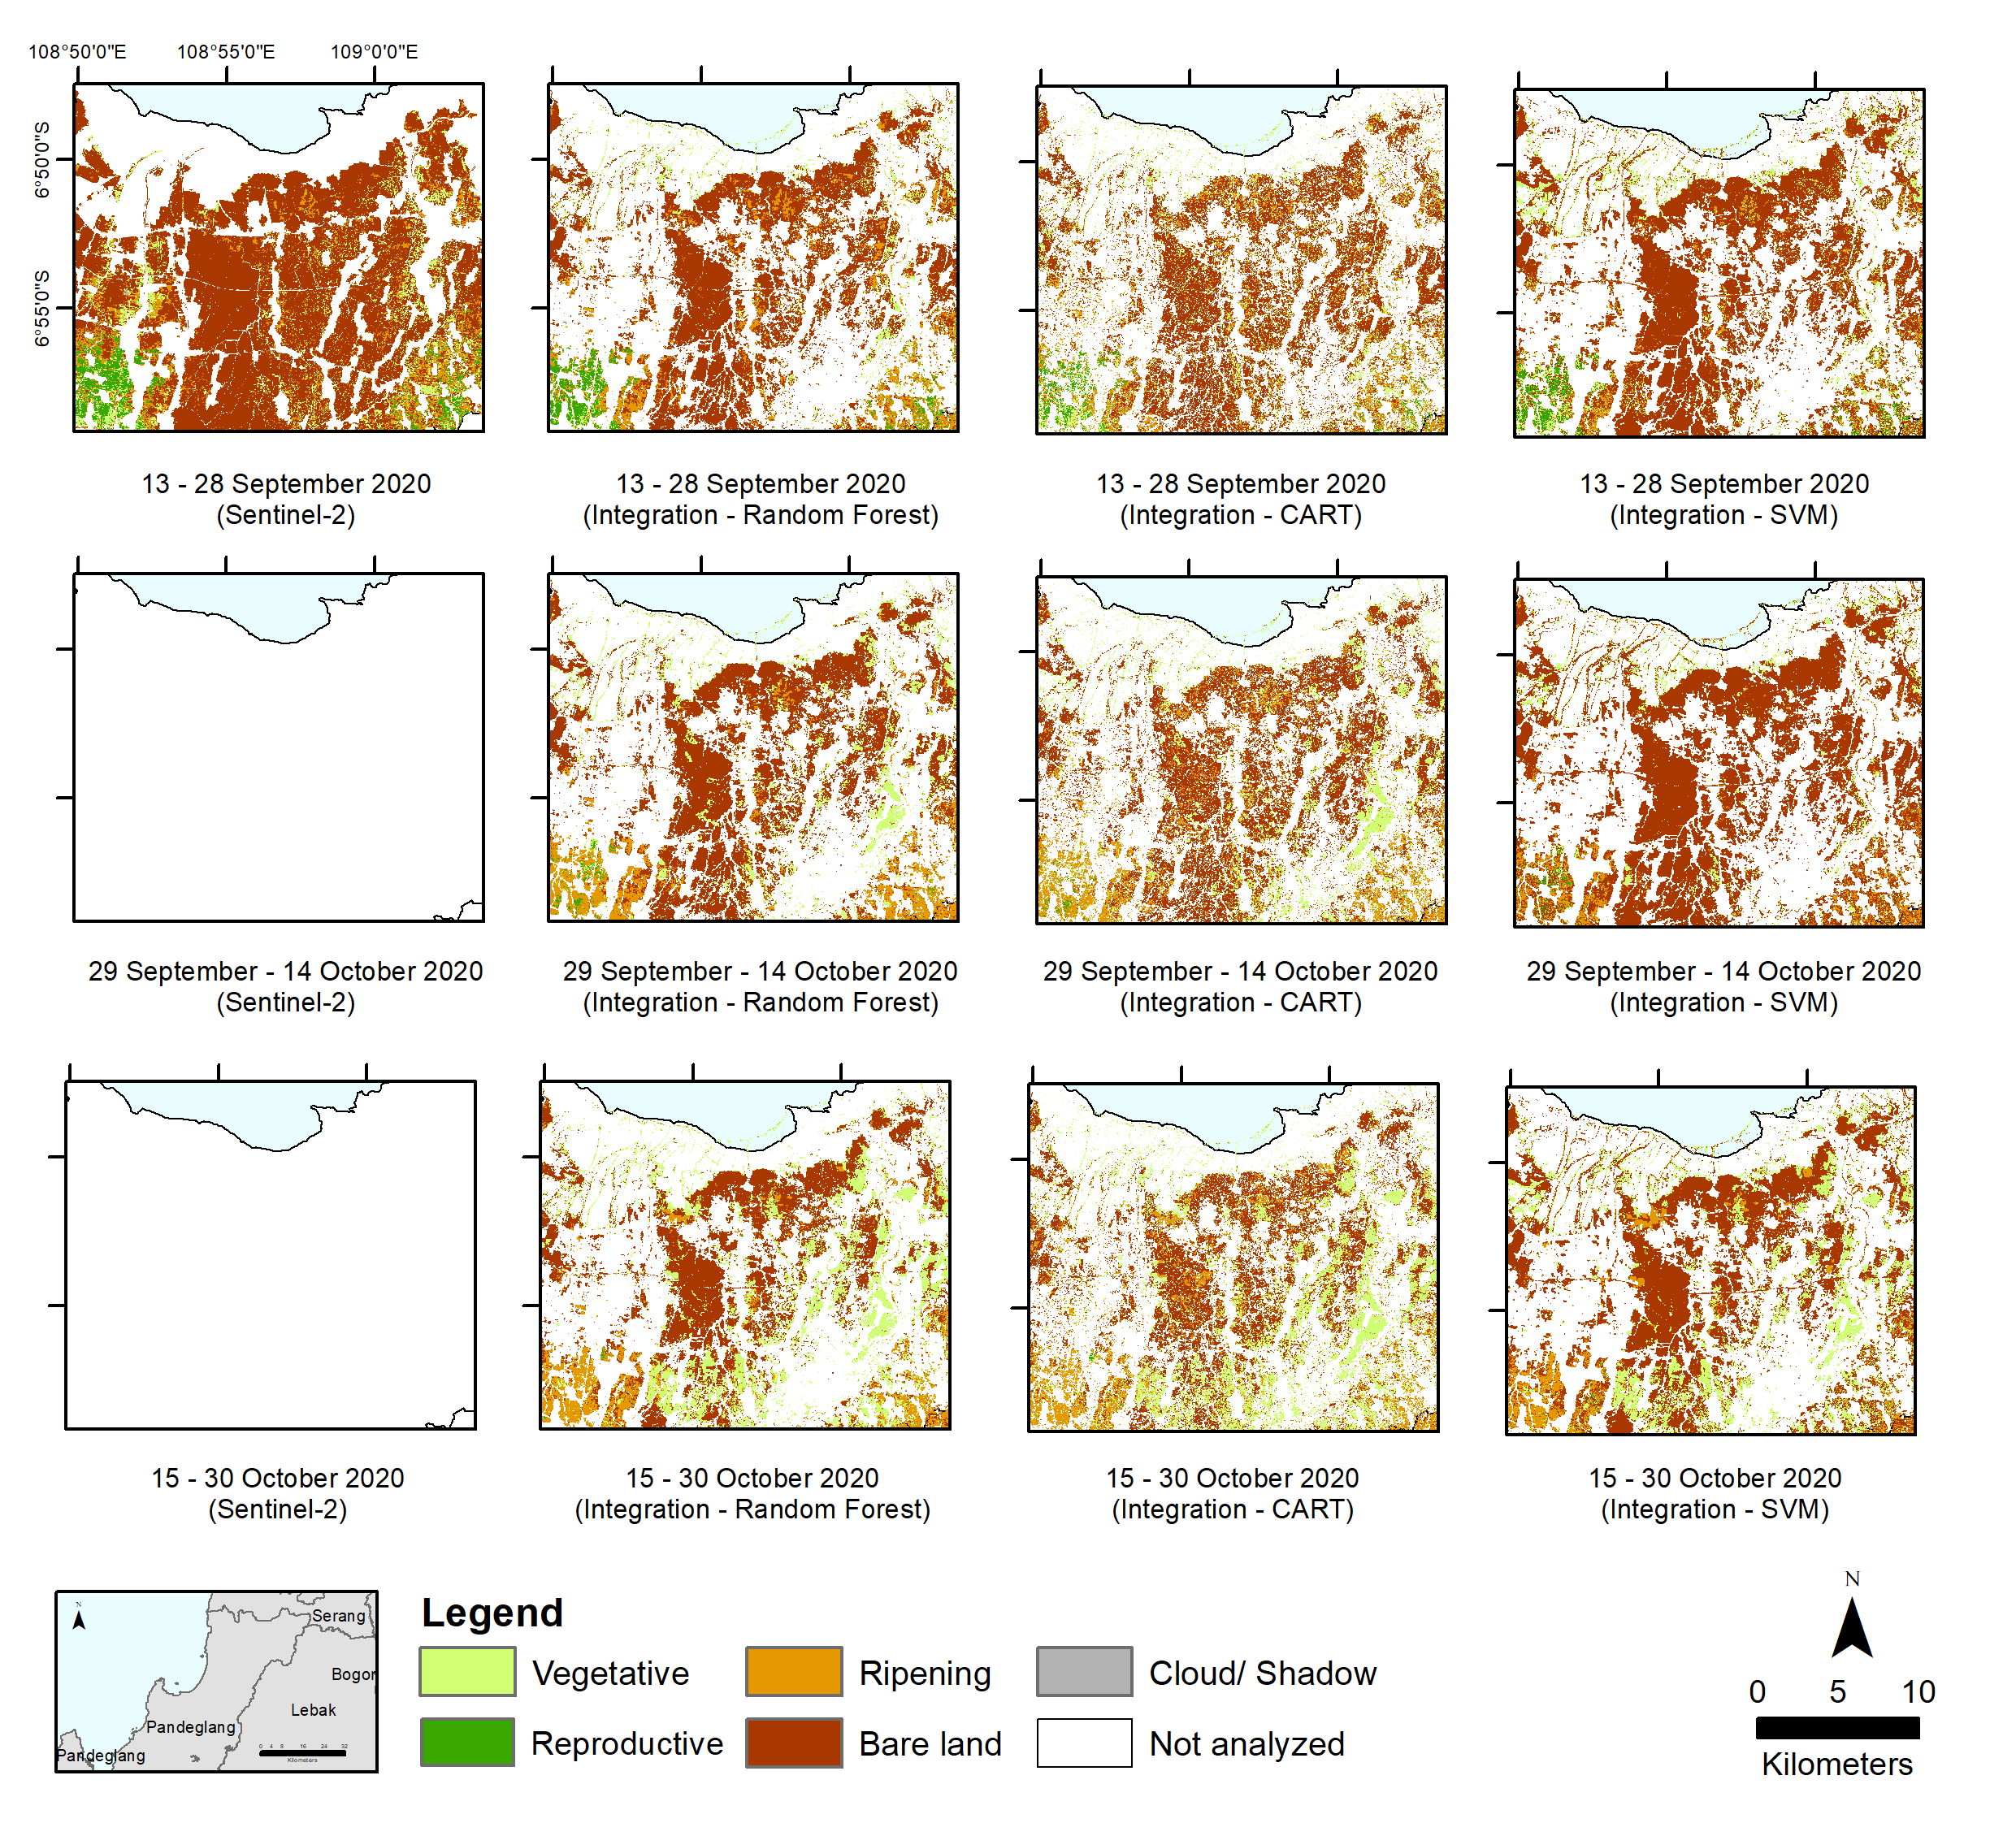 108°50'0"E 108°55'0"E 109°0'0"E
6°50'0"S
6°55'0"S
13 - 28 September 2020
(Sentinel-2)
13 - 28 September 2020
(Integration - Random Forest)
13 - 28 September 2020
(Integration - CART)
13 - 28 September 2020
(Integration - SVM)
29 September - 14 October 2020
(Sentinel-2)
29 September - 14 October 2020
(Integration - Random Forest)
29 September - 14 October 2020
(Integration - CART)
29 September - 14 October 2020
(Integration - SVM)
15 - 30 October 2020
(Sentinel-2)
15 - 30 October 2020
(Integration - Random Forest)
15 - 30 October 2020
(Integration - CART)
15 - 30 October 2020
(Integration - SVM)
N
Serang
Bogor
Lebak
Pandeglang
Pandeglang
0 4 8 16 24 32
Kilometers
Legend
Vegetative
Ripening
Cloud/ Shadow
Reproductive
Bare land
Not analyzed
N
0 5 10
Kilometers